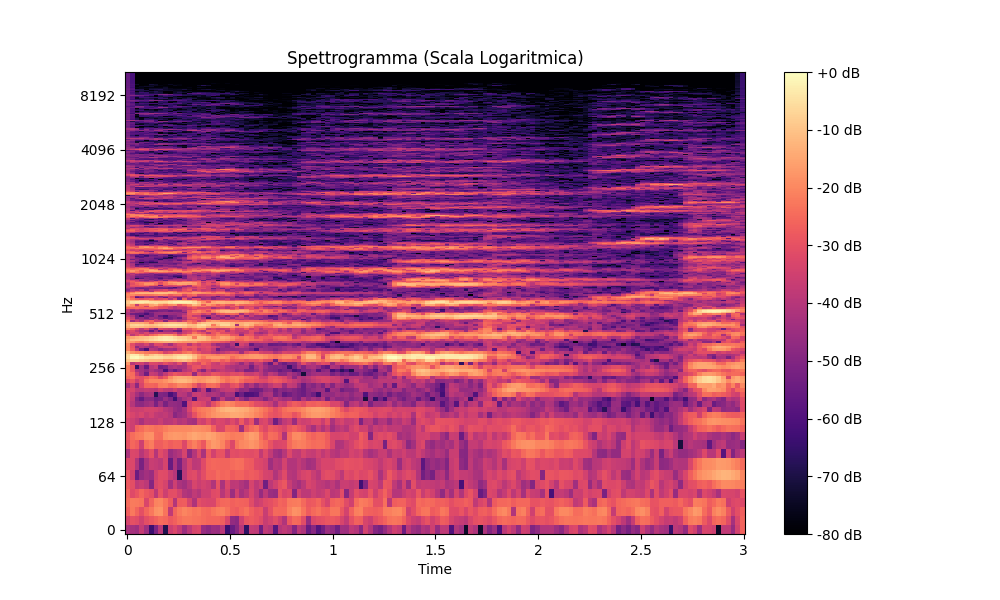 Spettrogramma (Scala Logaritmica)
Hz
8192
4096
2048
1024
512
256
128
64
0
0 0.5 1 1.5 2 2.5 3
Time
+0 dB
-10 dB
-20 dB
-30 dB
-40 dB
-50 dB
-60 dB
-70 dB
-80 dB